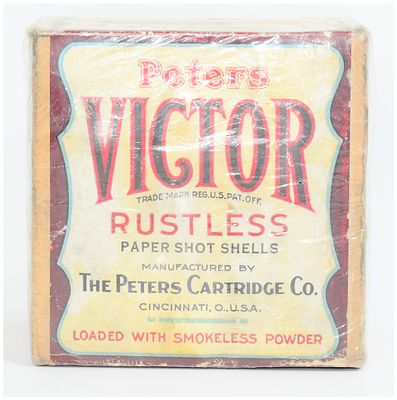 Peters
VICTOR
TRADE MARK REG.U.S.PAT.OFF.
RUSTLESS
PAPER SHOT SHELLS
MANUFACTURED BY
THE PETERS CARTRIDGE CO.
CINCINNATI, O., U.S.A.
LOADED WITH SMOKELESS POWDER